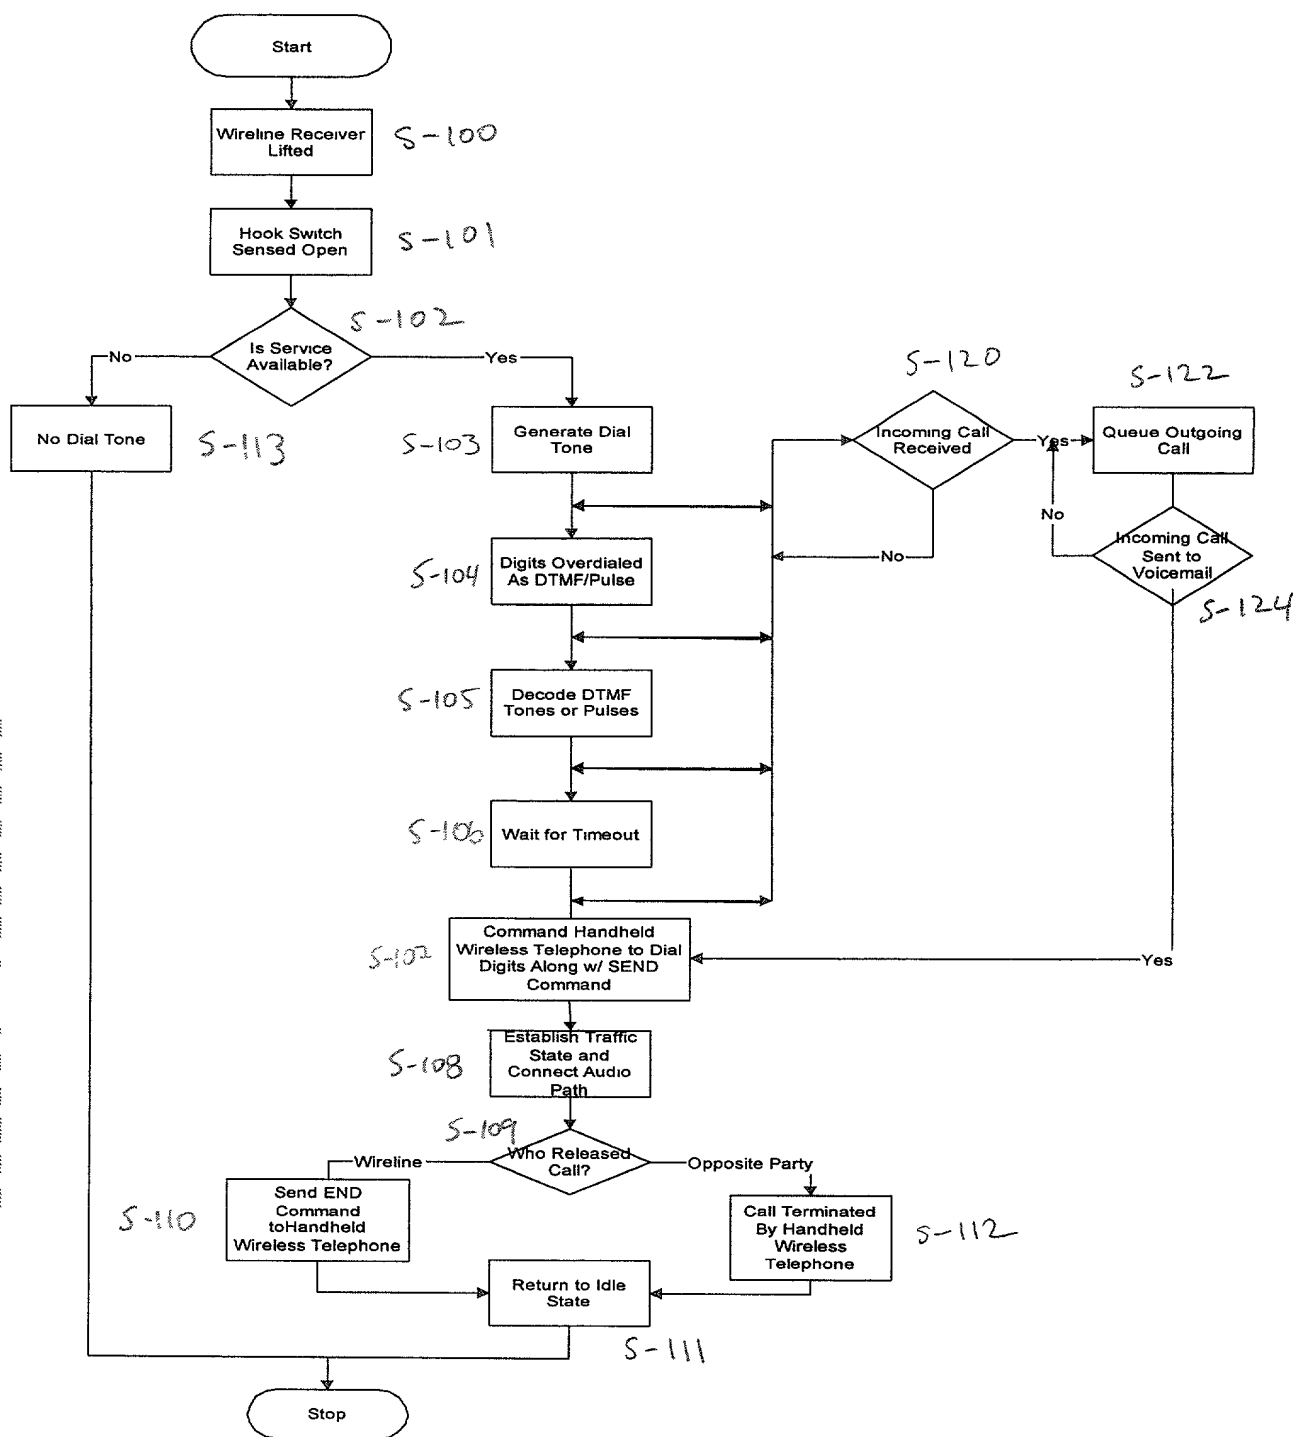 Start
Wireline Receiver
Lifted
S-100
Hook Switch
Sensed Open
S-101
S-102
Is Service
Available?
No
Yes
No Dial Tone
S-113
S-103
Generate Dial
Tone
S-120
Incoming Call
Received
Yes
No
S-122
Queue Outgoing
Call
No
Incoming Call
Sent to
Voicemail
S-124
Yes
S-104
Digits Overdialed
As DTMF/Pulse
S-105
Decode DTMF
Tones or Pulses
S-106
Wait for Timeout
S-102
Command Handheld
Wireless Telephone to Dial
Digits Along w/ SEND
Command
S-108
Establish Traffic
State and
Connect Audio
Path
S-109
Who Released
Call?
Wireline
Opposite Party
S-110
Send END
Command
toHandheld
Wireless Telephone
Call Terminated
By Handheld
Wireless
Telephone
S-112
Return to Idle
State
S-111
Stop